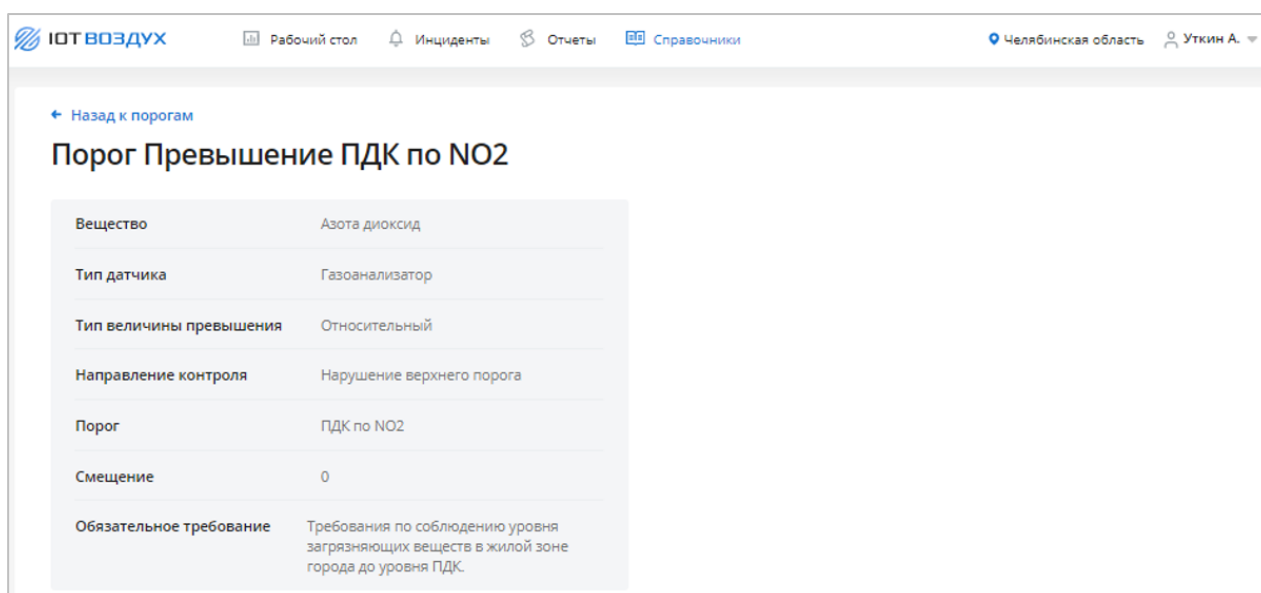 IOT ВОЗДУХ Рабочий стол Инциденты Отчеты Справочники Челябинская область Уткин А.
Назад к порогам
Порог Превышение ПДК по NO2
Вещество Азота диоксид
Тип датчика Газоанализатор
Тип величины превышения Относительный
Направление контроля Нарушение верхнего порога
Порог ПДК по NO2
Смещение 0
Обязательное требование Требования по соблюдению уровня
загрязняющих веществ в жилой зоне
города до уровня ПДК.